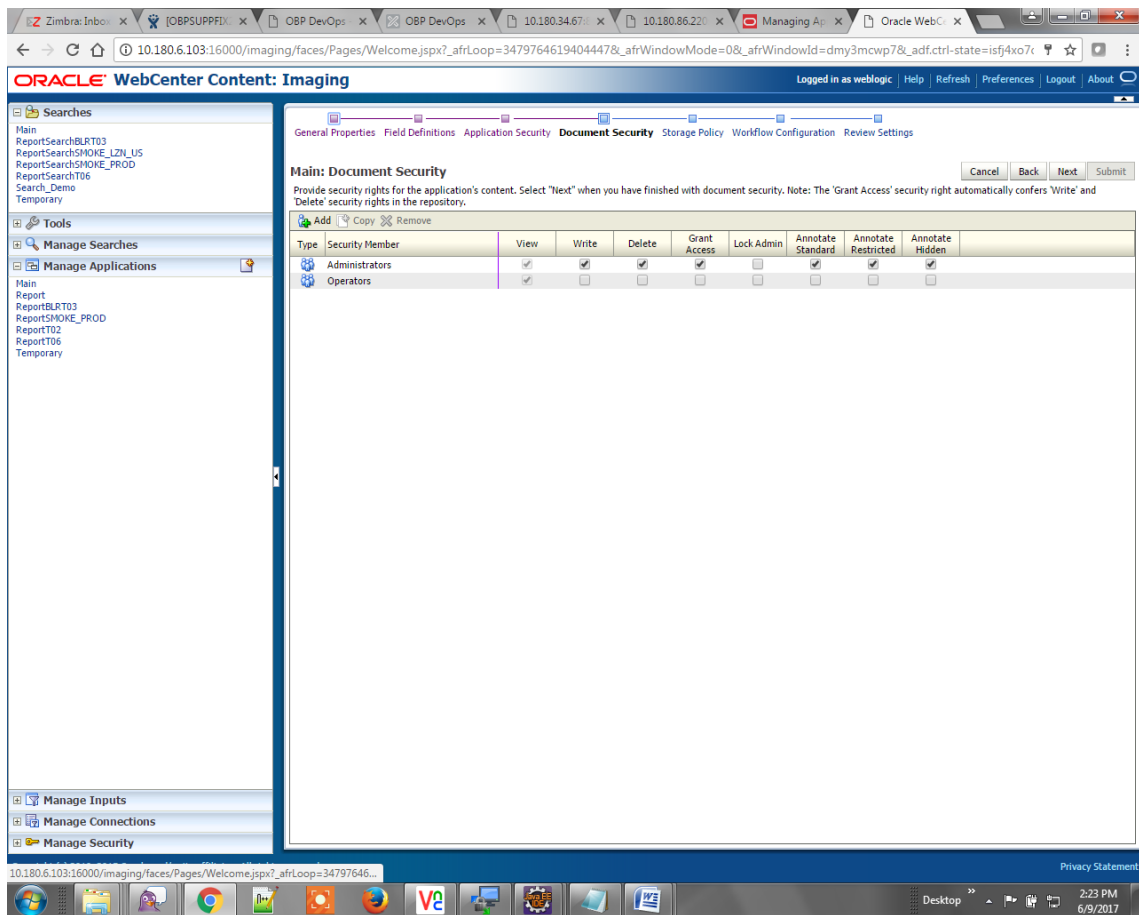 Zimbra: Inbox
[OBPSUPPFIX
OBP DevOps
OBP DevOps
10.180.34.67:
10.180.86.220
Managing Ap
Oracle WebCe
10.180.6.103:16000/imaging/faces/Pages/Welcome.jspx?_afrLoop=34797646194044478&_afrWindowMode=0&_afrWindowId=dmy3mcwp7&_adf.ctrl-state=isfj4xo7c
ORACLE WebCenter Content: Imaging
Logged in as weblogic | Help | Refresh | Preferences | Logout | About
Searches
Main
ReportSearchBLRT03
ReportSearchSMOKE_LZN_US
ReportSearchSMOKE_PROD
ReportSearchT06
Search_Demo
Temporary
Tools
Manage Searches
Manage Applications
Main
Report
ReportBLRT03
ReportSMOKE_PROD
ReportT02
ReportT06
Temporary
General Properties Field Definitions Application Security Document Security Storage Policy Workflow Configuration Review Settings
Main: Document Security
Cancel Back Next Submit
Provide security rights for the application's content. Select "Next" when you have finished with document security. Note: The 'Grant Access' security right automatically confers 'Write' and
'Delete' security rights in the repository.
Add Copy Remove
Type Security Member View Write Delete Grant Access Lock Admin Annotate Standard Annotate Restricted Annotate Hidden
Administrators
Operators
Manage Inputs
Manage Connections
Manage Security
Privacy Statement
10.180.6.103:16000/imaging/faces/Pages/Welcome.jspx?_afrLoop=34797646...
Desktop
2:23 PM
6/9/2017